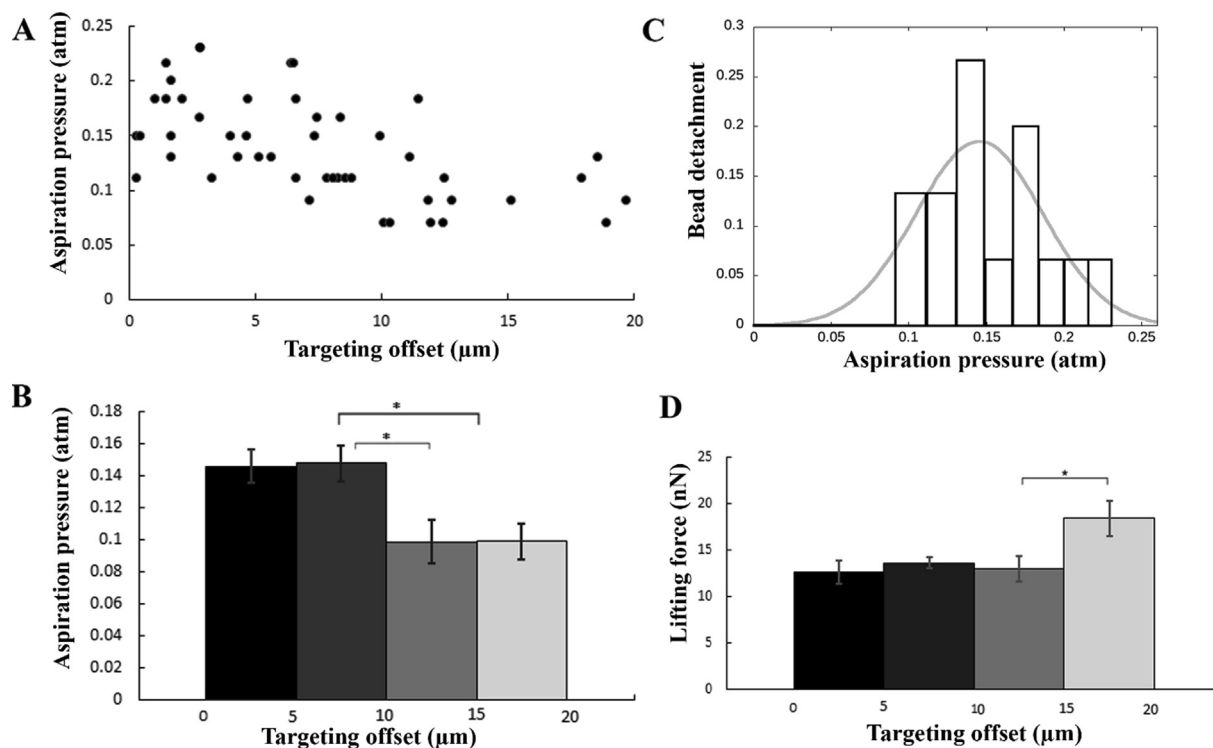 A
Aspiration pressure (atm)
0.25
0.2
0.15
0.1
0.05
0
0 5 10 15 20
Targeting offset (µm)
B
Aspiration pressure (atm)
0.18
0.16
0.14
0.12
0.1
0.08
0.06
0.04
0.02
0
*
*
0 5 10 15 20
Targeting offset (µm)
C
Bead detachment
0.3
0.25
0.2
0.15
0.1
0.05
0
0 0.05 0.1 0.15 0.2 0.25
Aspiration pressure (atm)
D
Lifting force (nN)
25
20
15
10
5
0
*
0 5 10 15 20
Targeting offset (µm)